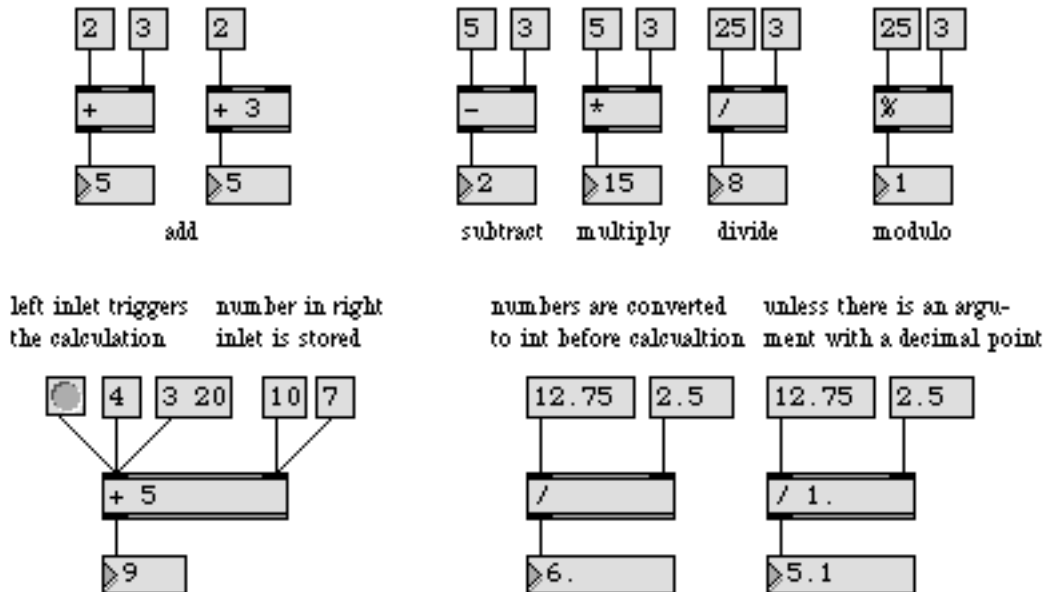 2 3 2 5 3 5 3 25 3 25 3
+ + 3 - * / %
5 5 2 15 8 1
add subtract multiply divide modulo
left inlet triggers number in right numbers are converted unless there is an argu-
the calculation inlet is stored to int before calcualtion ment with a decimal point
4 3 20 10 7 12.75 2.5 12.75 2.5
+ 5 / / 1.
9 6. 5.1